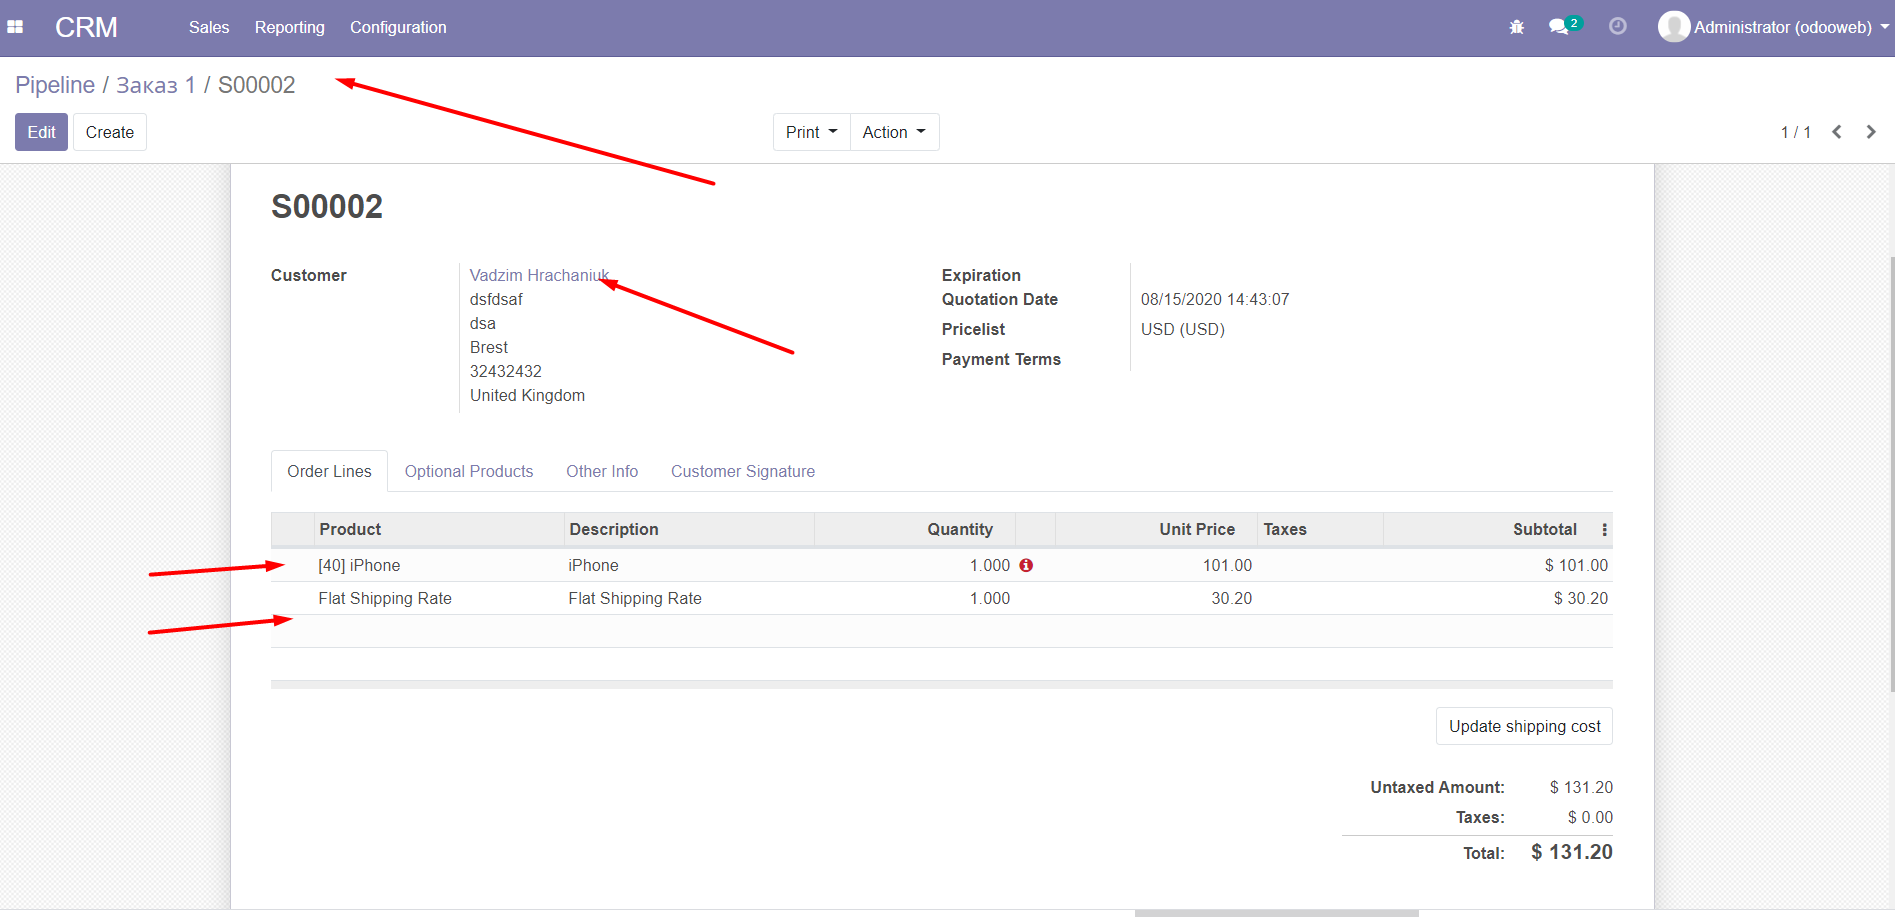 CRM Sales Reporting Configuration 2 Administrator (odooweb)
Pipeline / Заказ 1 / S00002
Edit Create Print Action 1 / 1
S00002
Customer Vadzim Hrachaniuk Expiration
dsfdsaf Quotation Date 08/15/2020 14:43:07
dsa
Pricelist USD (USD)
Brest
Payment Terms
32432432
United Kingdom
Order Lines Optional Products Other Info Customer Signature
Product Description Quantity Unit Price Taxes Subtotal
[40] iPhone iPhone 1.000 101.00 $ 101.00
Flat Shipping Rate Flat Shipping Rate 1.000 30.20 $ 30.20
Update shipping cost
Untaxed Amount: $ 131.20
Taxes: $ 0.00
Total: $ 131.20